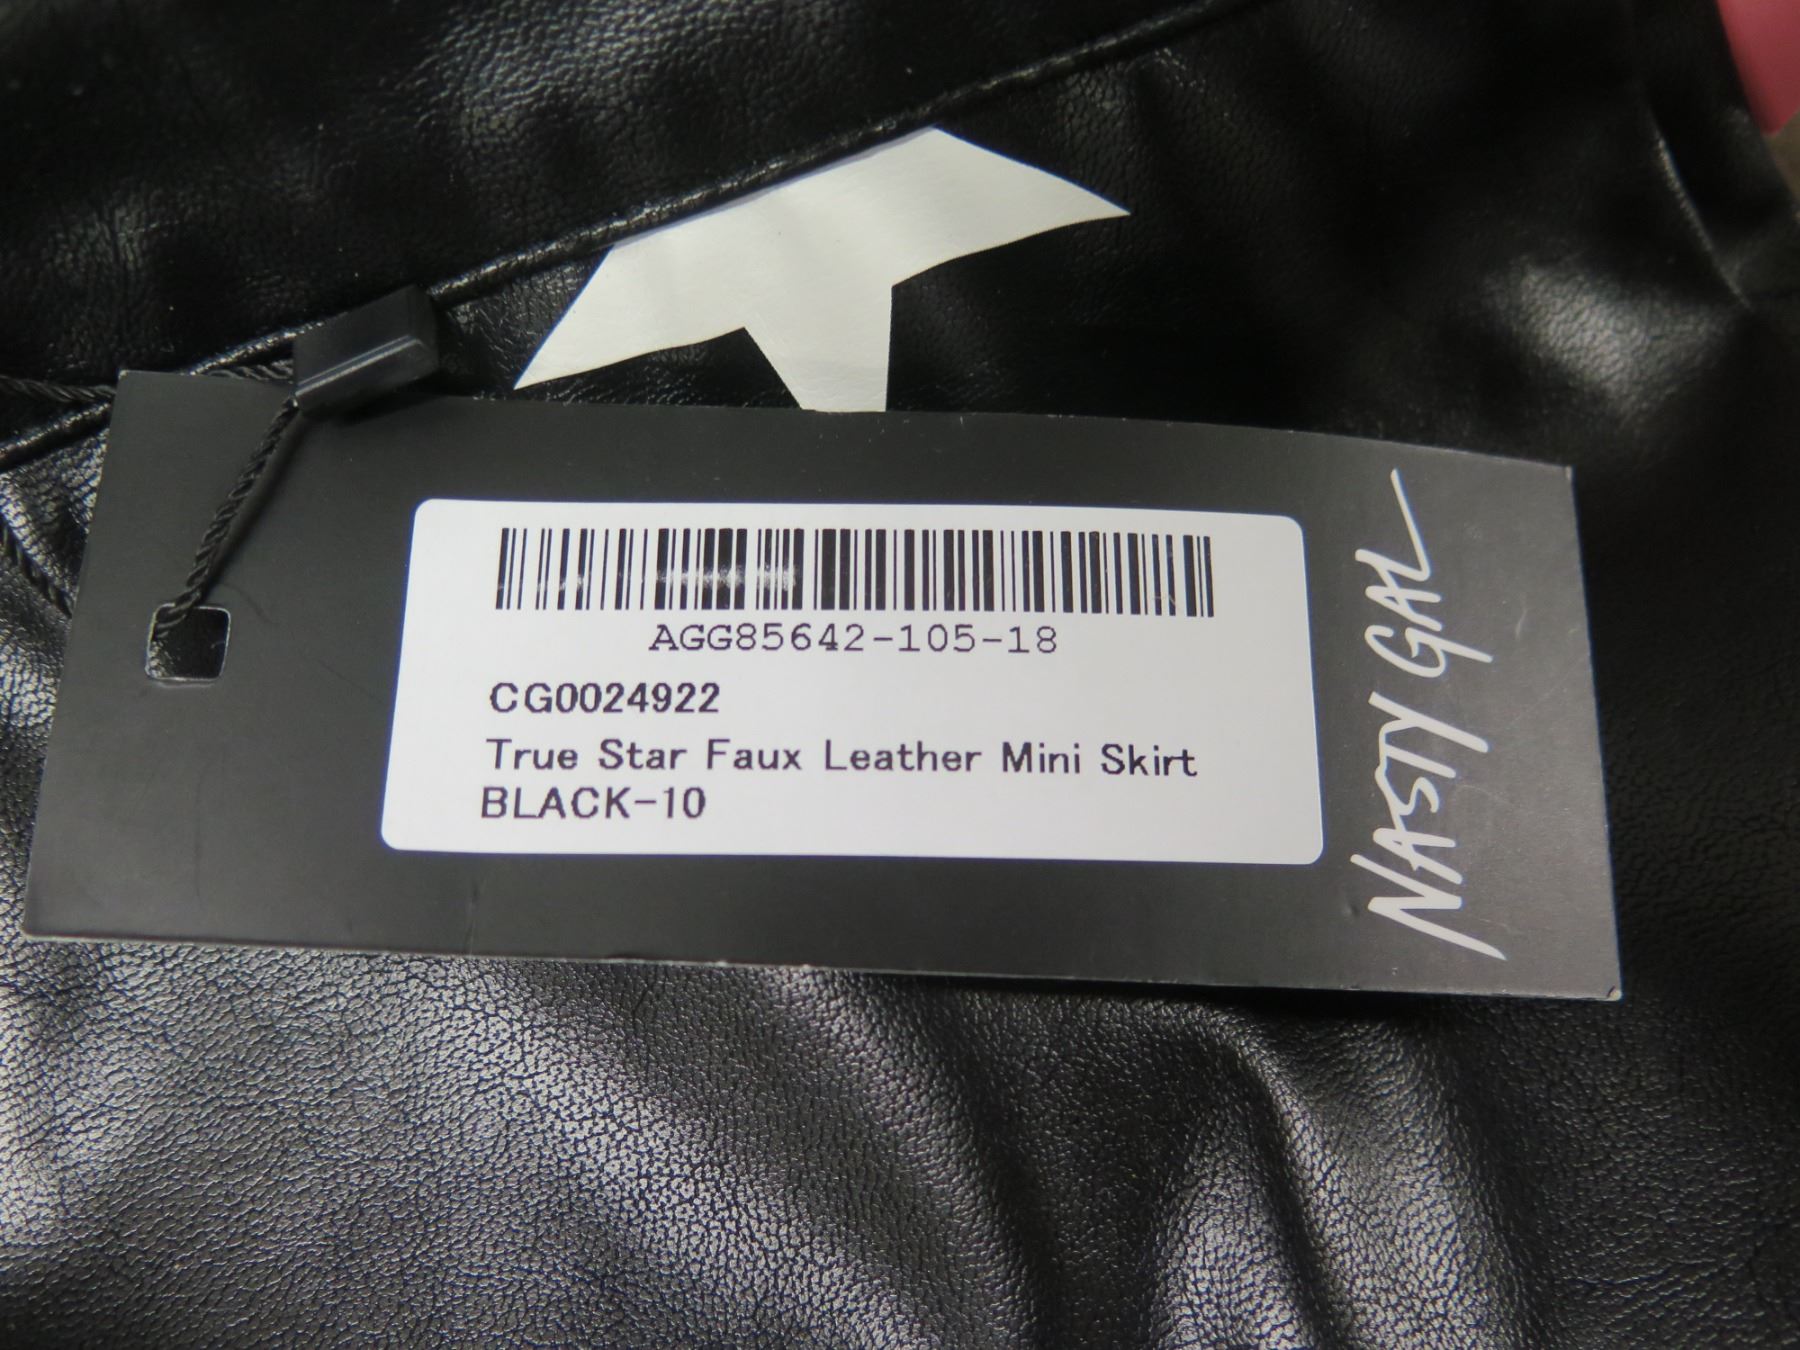 AGG85642-105-18
CG0024922
True Star Faux Leather Mini Skirt
BLACK-10
NASTY GAL